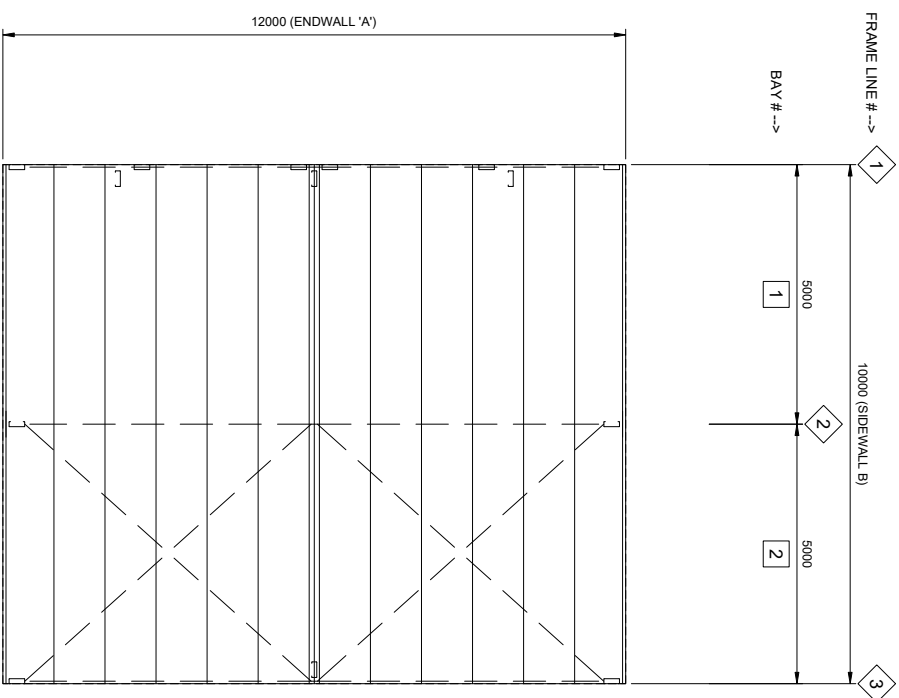 12000 (ENDWALL 'A')
FRAME LINE # --->
BAY # --->
1
2
3
5000
5000
1
2
10000 (SIDEWALL B)